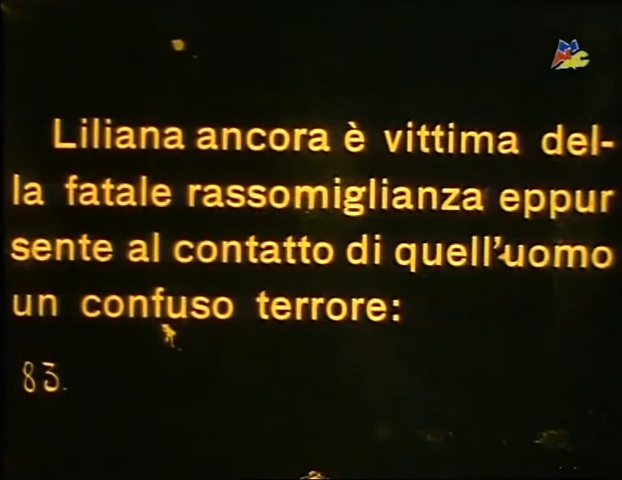 Liliana ancora è vittima del-
la fatale rassomiglianza eppur
sente al contatto di quell'uomo
un confuso terrore:
83.